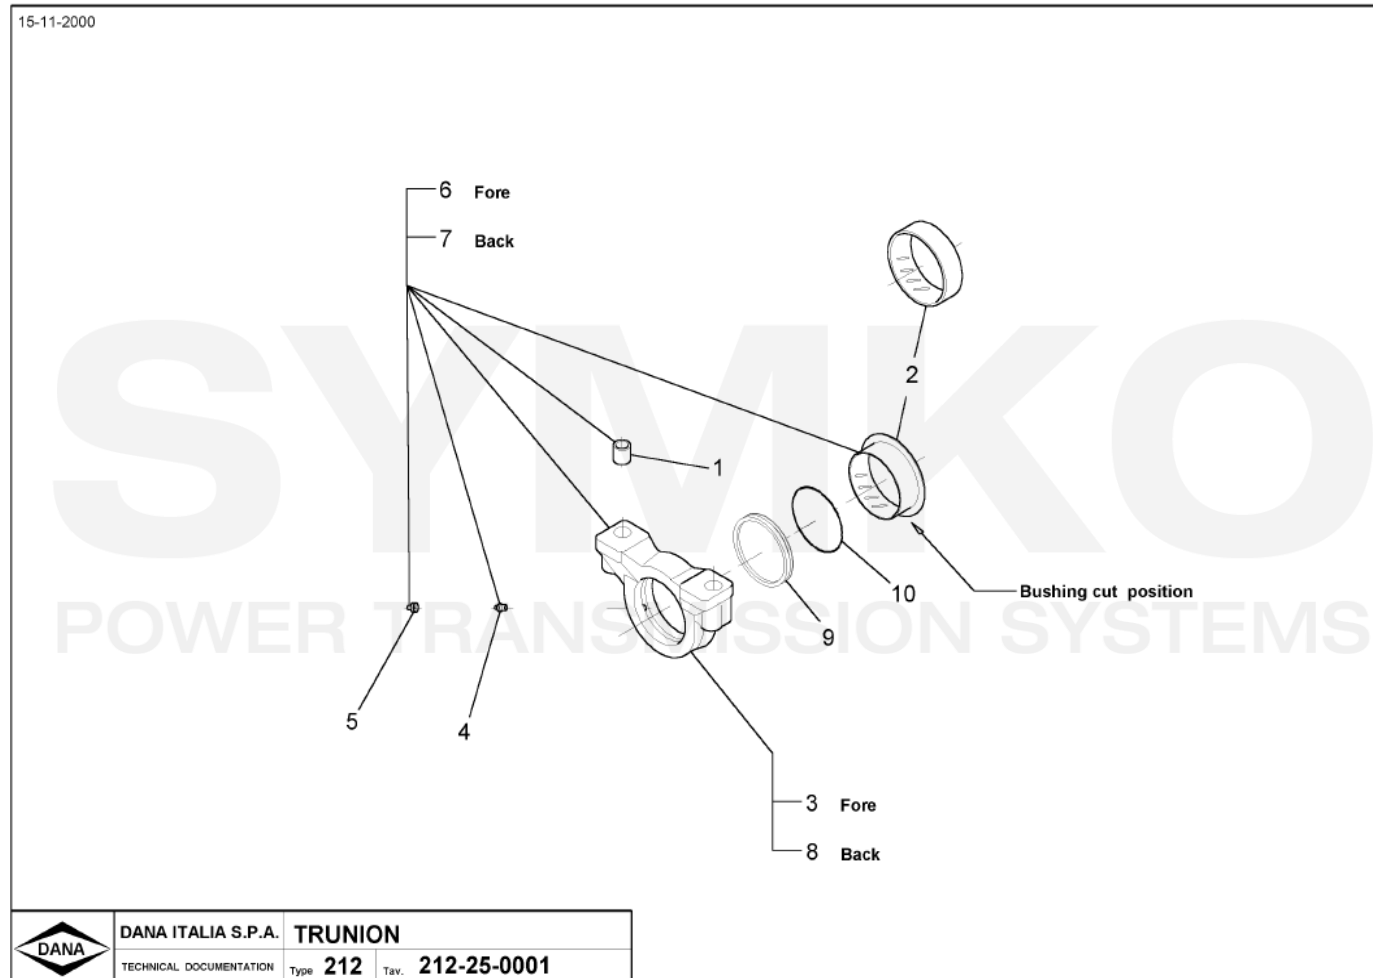 15-11-2000
6 Fore
7 Back
2
1
10
Bushing cut position
9
5
4
3 Fore
8 Back
SYMKO
POWER TRANSMISSION SYSTEMS
DANA
DANA ITALIA S.P.A.
TRUNION
TECHNICAL DOCUMENTATION
Type 212
Tav. 212-25-0001